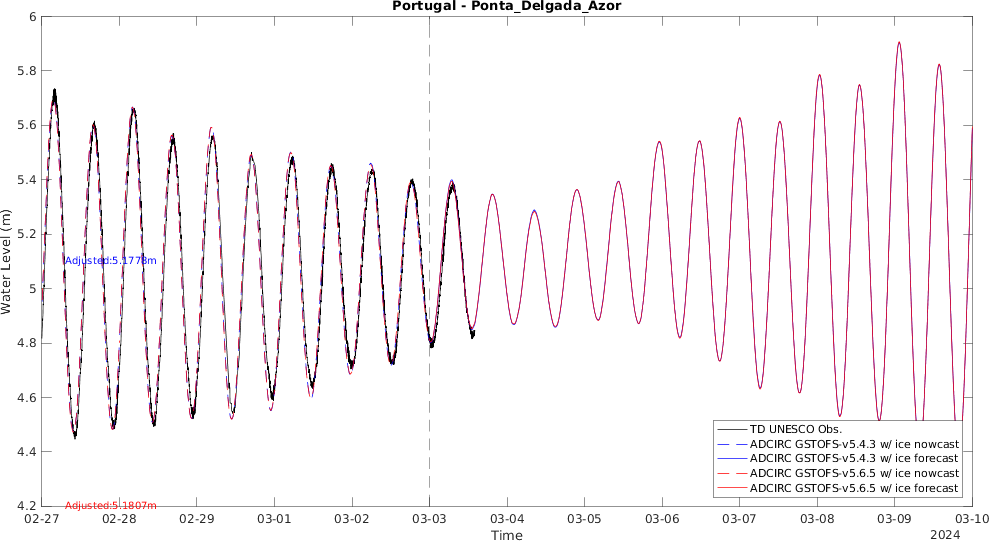 Portugal - Ponta_Delgada_Azor
6
5.8
5.6
5.4
5.2
5
4.8
4.6
4.4
4.2
Water Level (m)
Adjusted:5.1773m
Adjusted:5.1807m
TD UNESCO Obs.
ADCIRC GSTOFS-v5.4.3 w/ ice nowcast
ADCIRC GSTOFS-v5.4.3 w/ ice forecast
ADCIRC GSTOFS-v5.6.5 w/ ice nowcast
ADCIRC GSTOFS-v5.6.5 w/ ice forecast
02-27 02-28 02-29 03-01 03-02 03-03 03-04 03-05 03-06 03-07 03-08 03-09 03-10
Time
2024